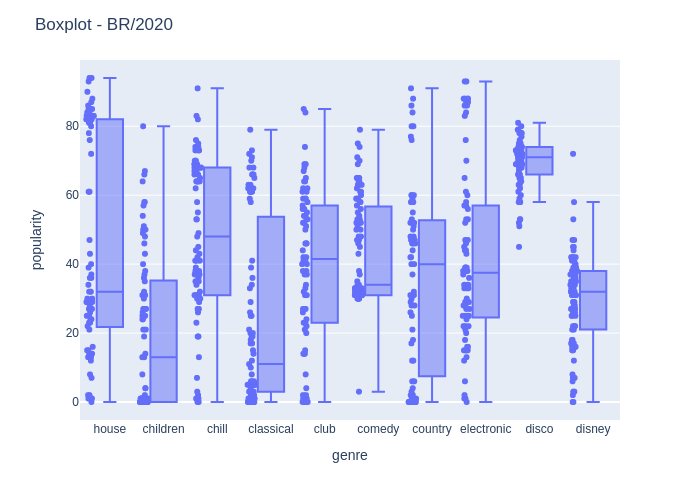 Boxplot - BR/2020
popularity
80
60
40
20
0
house children chill classical club comedy country electronic disco disney
genre